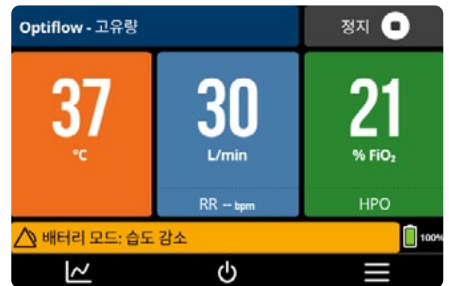 Optiflow - 고유량
정지
37
°C
30
L/min
RR -- bpm
21
% FiO₂
HPO
배터리 모드: 습도 감소
100%